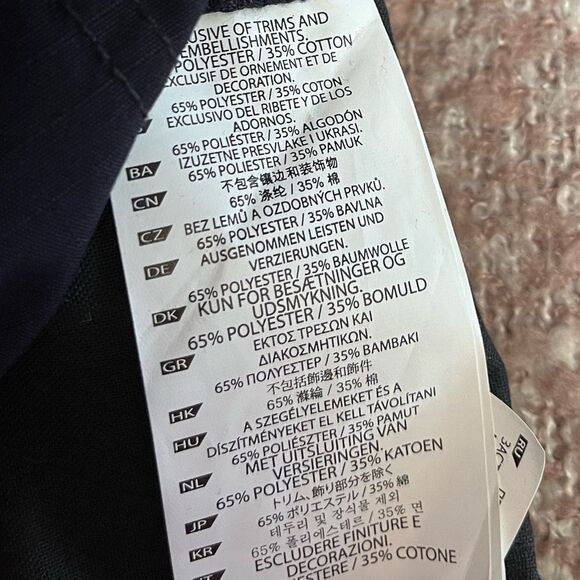 USIVE OF TRIMS AND
EMBELLISHMENTS.
POLYESTER / 35% COTTON
EXCLUSIF DE ORNEMENT ET DE
DECORATION.
65% POLYESTER / 35% COTON
EXCLUSIVO DEL RIBETE Y DE LOS
ADORNOS.
65% POLIÉSTER / 35% ALGODÓN
BA IZUZETNE PRESVLAKE I UKRASI.
65% POLIESTER / 35% PAMUK
CN 不包含镶边和装饰物
65% 涤纶 / 35% 棉
CZ BEZ LEMŮ A OZDOBNÝCH PRVKŮ.
65% POLYESTER / 35% BAVLNA
DE AUSGENOMMEN LEISTEN UND
VERZIERUNGEN.
65% POLYESTER / 35% BAUMWOLLE
DK KUN FOR BESÆTNINGER OG
UDSMYKNING.
65% POLYESTER / 35% BOMULD
GR ΕΚΤΟΣ ΤΡΕΣΩΝ ΚΑΙ
ΔΙΑΚΟΣΜΗΤΙΚΩΝ.
65% ΠΟΛΥΕΣΤΕΡ / 35% ΒΑΜΒΑΚΙ
HK 不包括飾邊和飾件
65% 滌綸 / 35% 棉
HU A SZEGÉLYELEMEKET ÉS A
DÍSZÍTMÉNYEKET EL KELL TÁVOLÍTANI
65% POLIÉSZTER / 35% PAMUT
NL MET UITSLUITING VAN
VERSIERINGEN.
65% POLYESTER / 35% KATOEN
JP トリム、飾り部分を除く
65% ポリエステル / 35% 綿
KR 테두리 및 장식물 제외
65% 폴리에스테르 / 35% 면
IT ESCLUDERE FINITURE E
DECORAZIONI.
ESTERE / 35% COTONE
RU